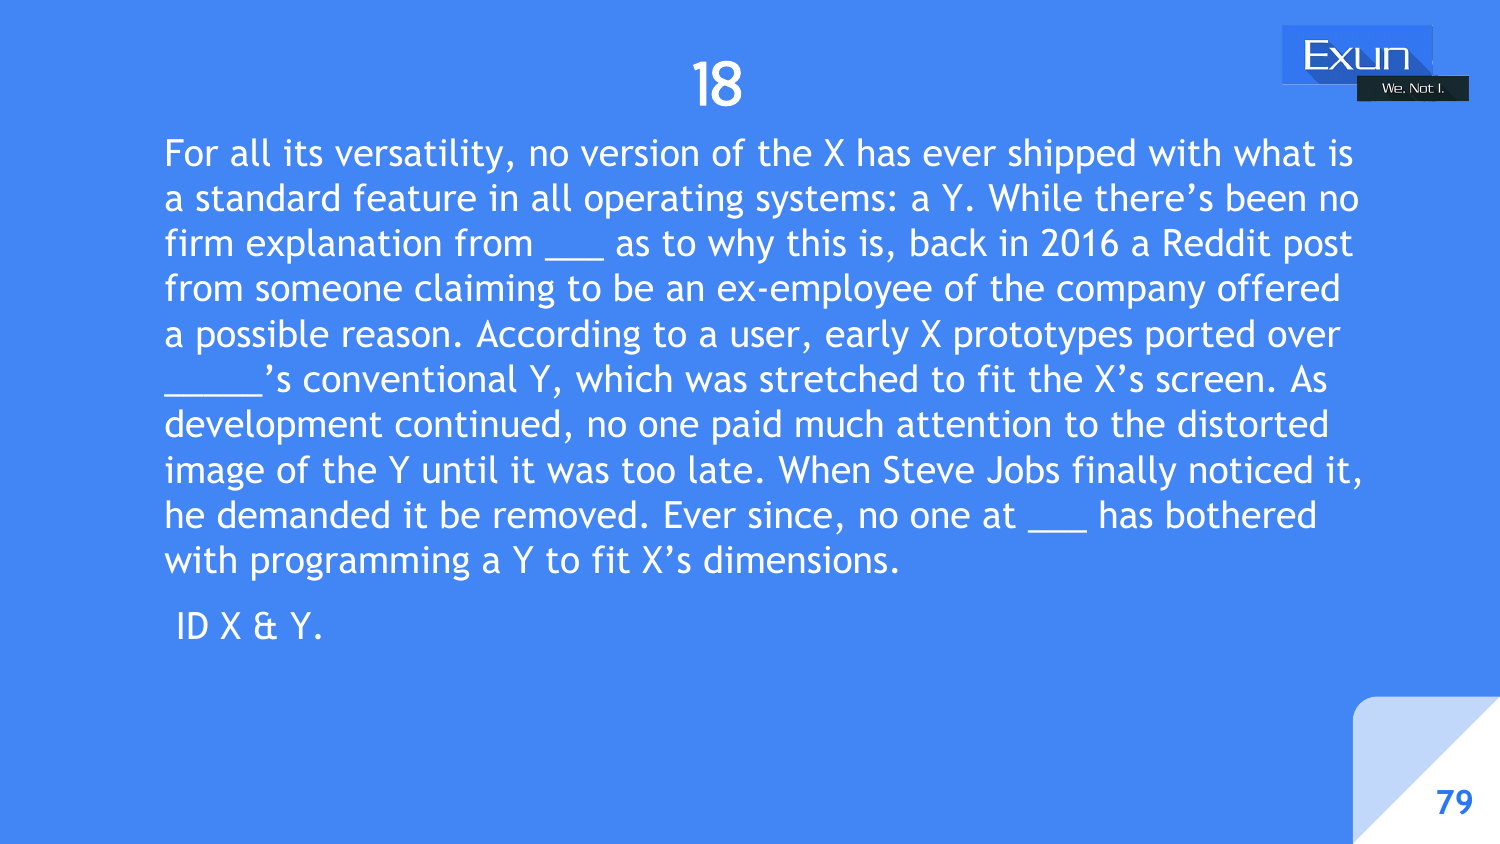 Exun
We, Not I.
18
For all its versatility, no version of the X has ever shipped with what is
a standard feature in all operating systems: a Y. While there’s been no
firm explanation from ___ as to why this is, back in 2016 a Reddit post
from someone claiming to be an ex-employee of the company offered
a possible reason. According to a user, early X prototypes ported over
_____’s conventional Y, which was stretched to fit the X’s screen. As
development continued, no one paid much attention to the distorted
image of the Y until it was too late. When Steve Jobs finally noticed it,
he demanded it be removed. Ever since, no one at ___ has bothered
with programming a Y to fit X’s dimensions.
ID X & Y.
79